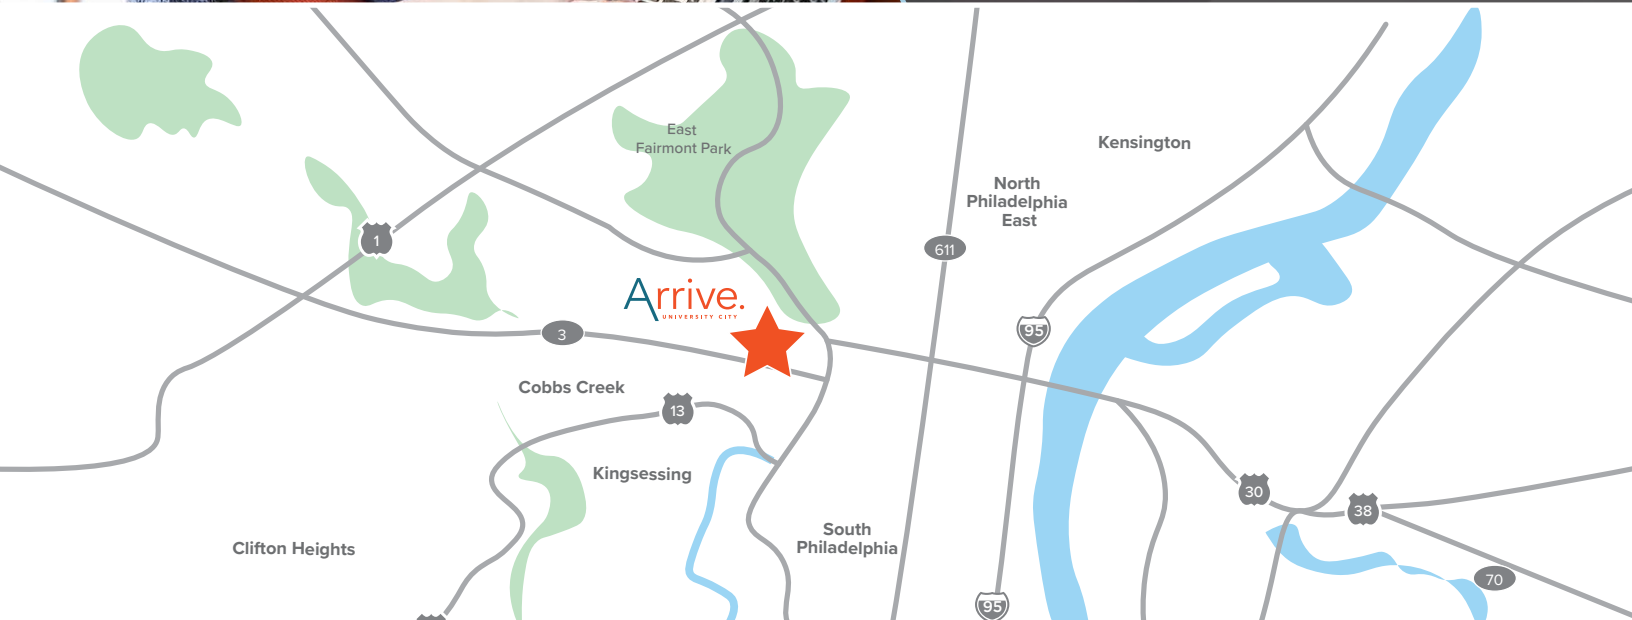 East
Fairmont Park
Kensington
North
Philadelphia
East
1
611
Arrive.
UNIVERSITY CITY
95
3
Cobbs Creek
13
Kingsessing
30
38
South
Philadelphia
Clifton Heights
70
95